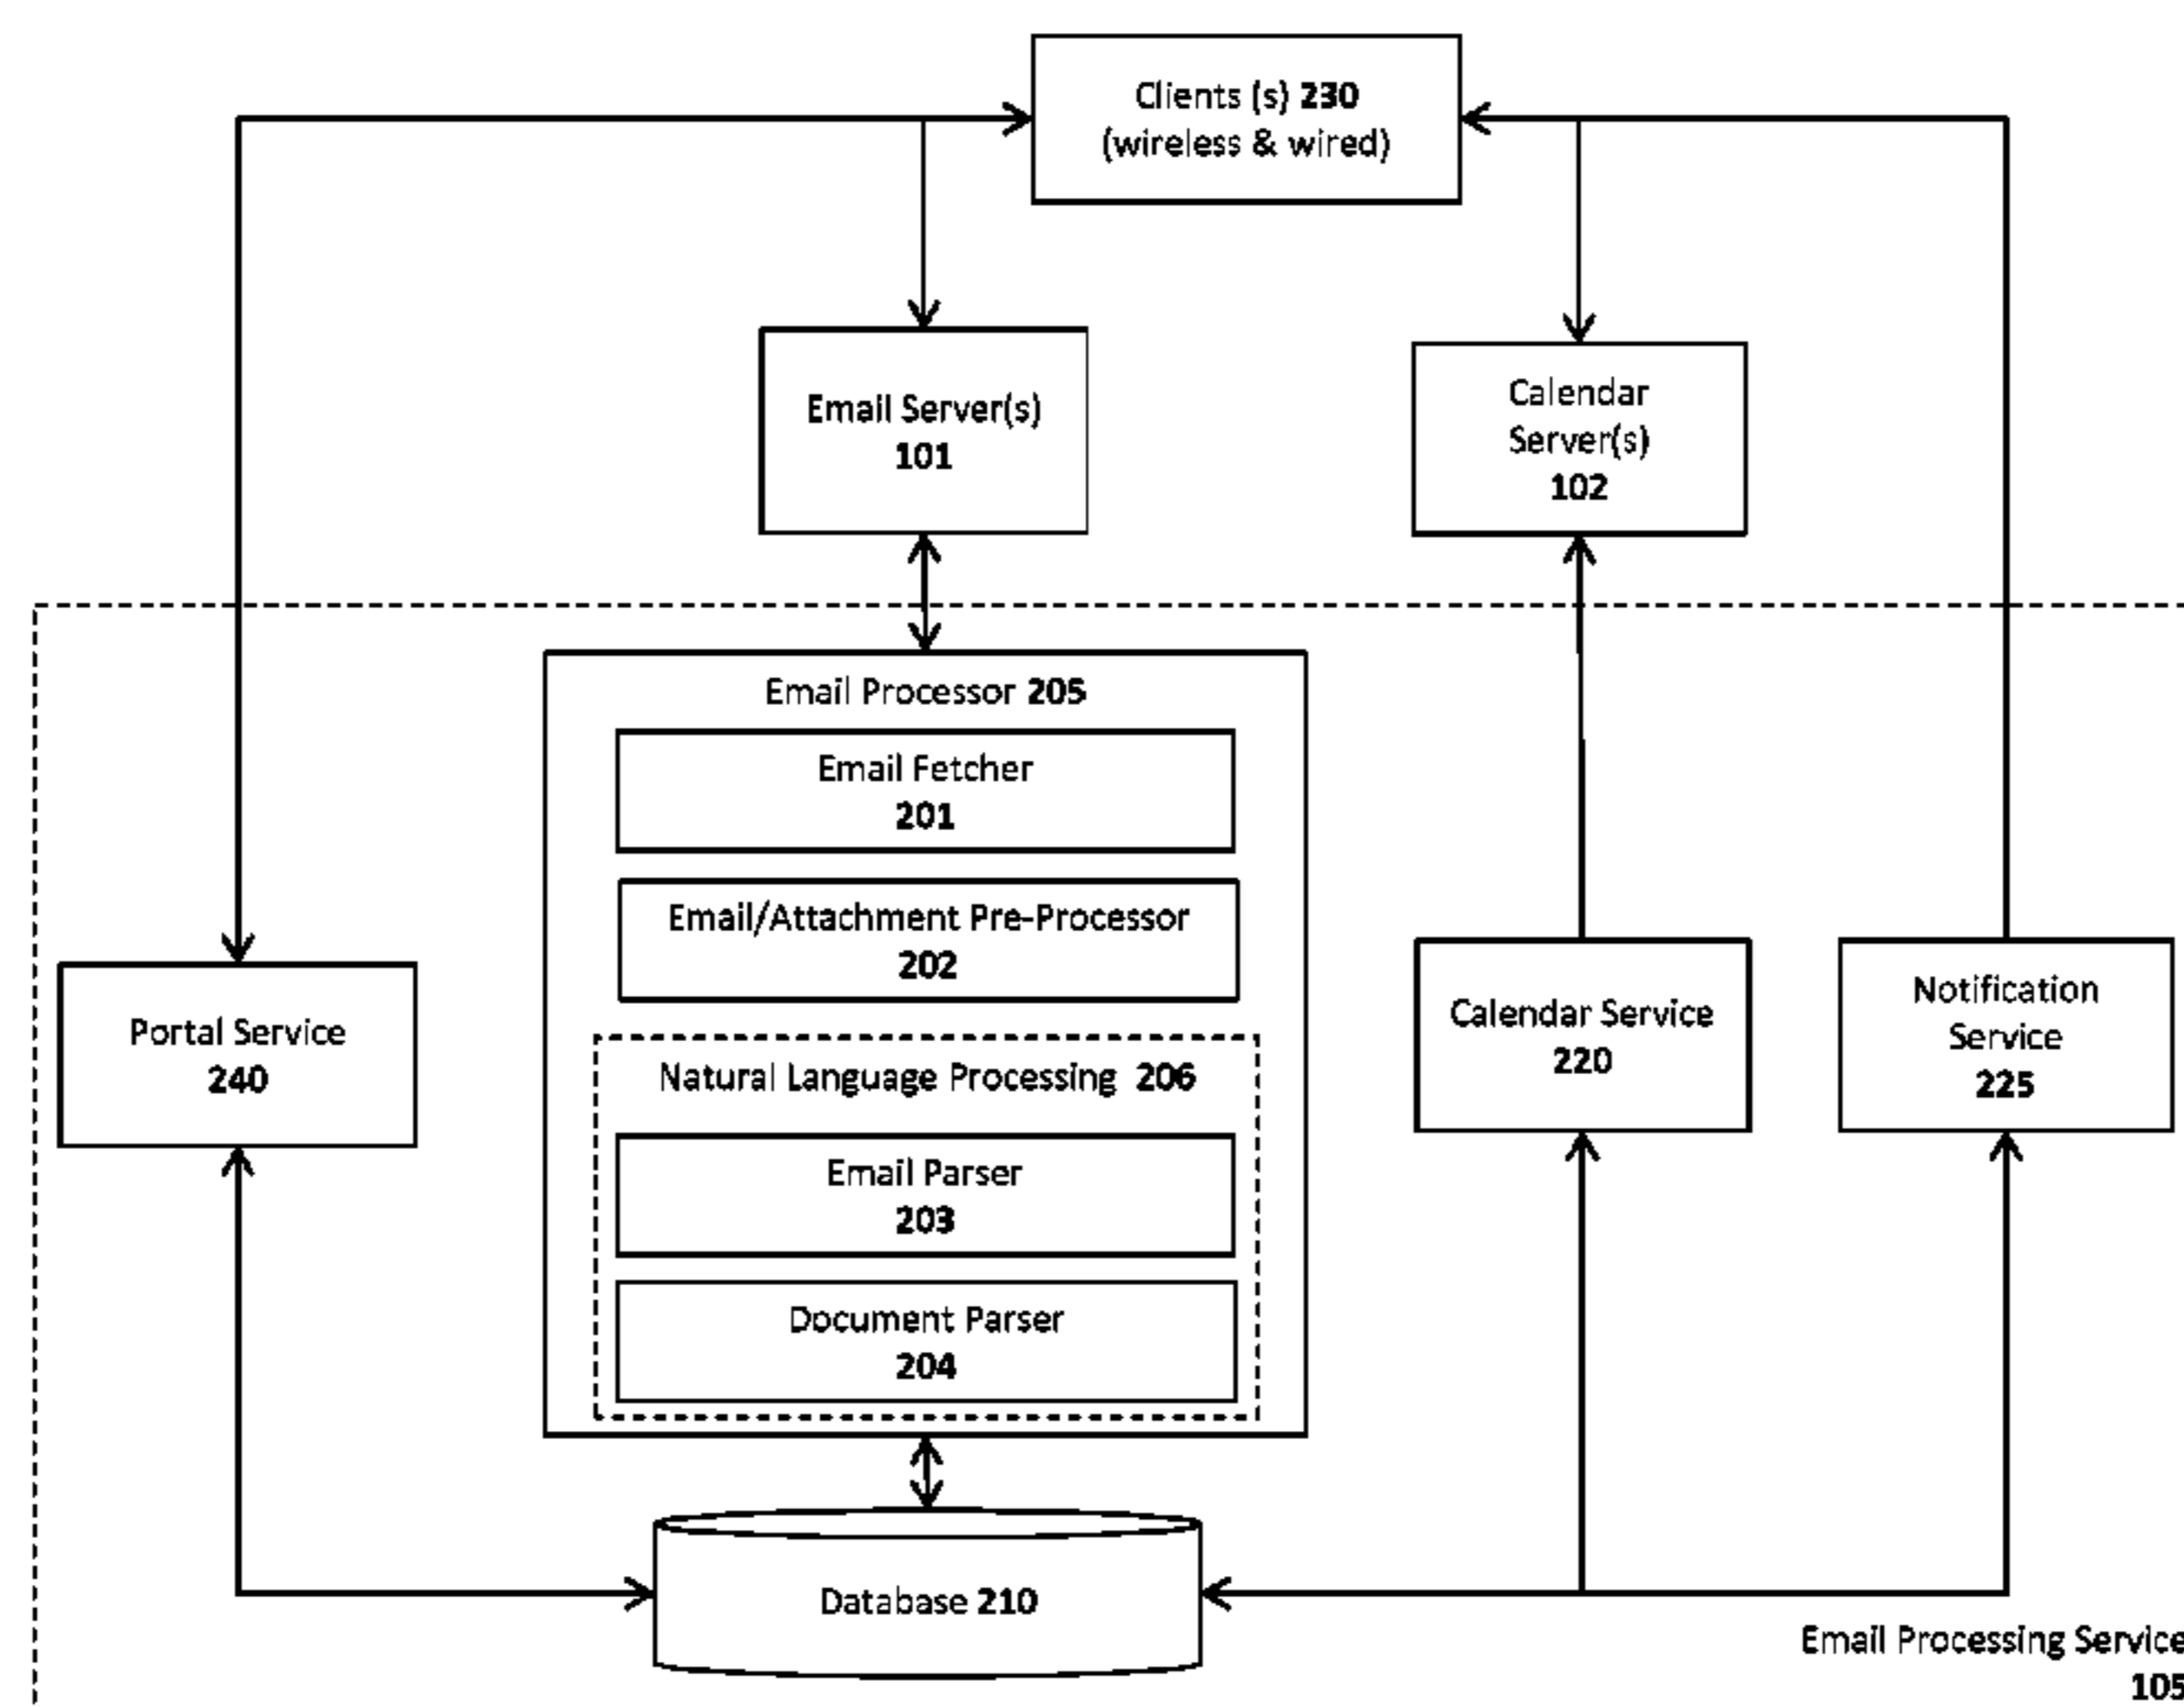 Clients (s) 230
(wireless & wired)
Email Server(s)
101
Calendar
Server(s)
102
Email Processor 205
Email Fetcher
201
Email/Attachment Pre-Processor
202
Natural Language Processing 206
Email Parser
203
Document Parser
204
Portal Service
240
Calendar Service
220
Notification
Service
225
Database 210
Email Processing Service
105